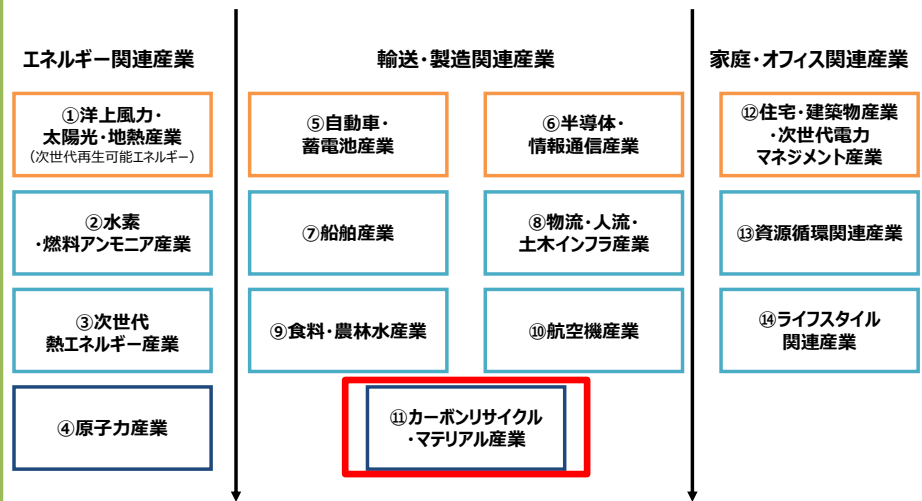 エネルギー関連産業
①洋上風力・
太陽光・地熱産業
（次世代再生可能エネルギー）
②水素
・燃料アンモニア産業
③次世代
熱エネルギー産業
④原子力産業
輸送・製造関連産業
⑤自動車・
蓄電池産業
⑥半導体・
情報通信産業
⑦船舶産業
⑧物流・人流・
土木インフラ産業
⑨食料・農林水産業
⑩航空機産業
⑪カーボンリサイクル
・マテリアル産業
家庭・オフィス関連産業
⑫住宅・建築物産業
・次世代電力
マネジメント産業
⑬資源循環関連産業
⑭ライフスタイル
関連産業